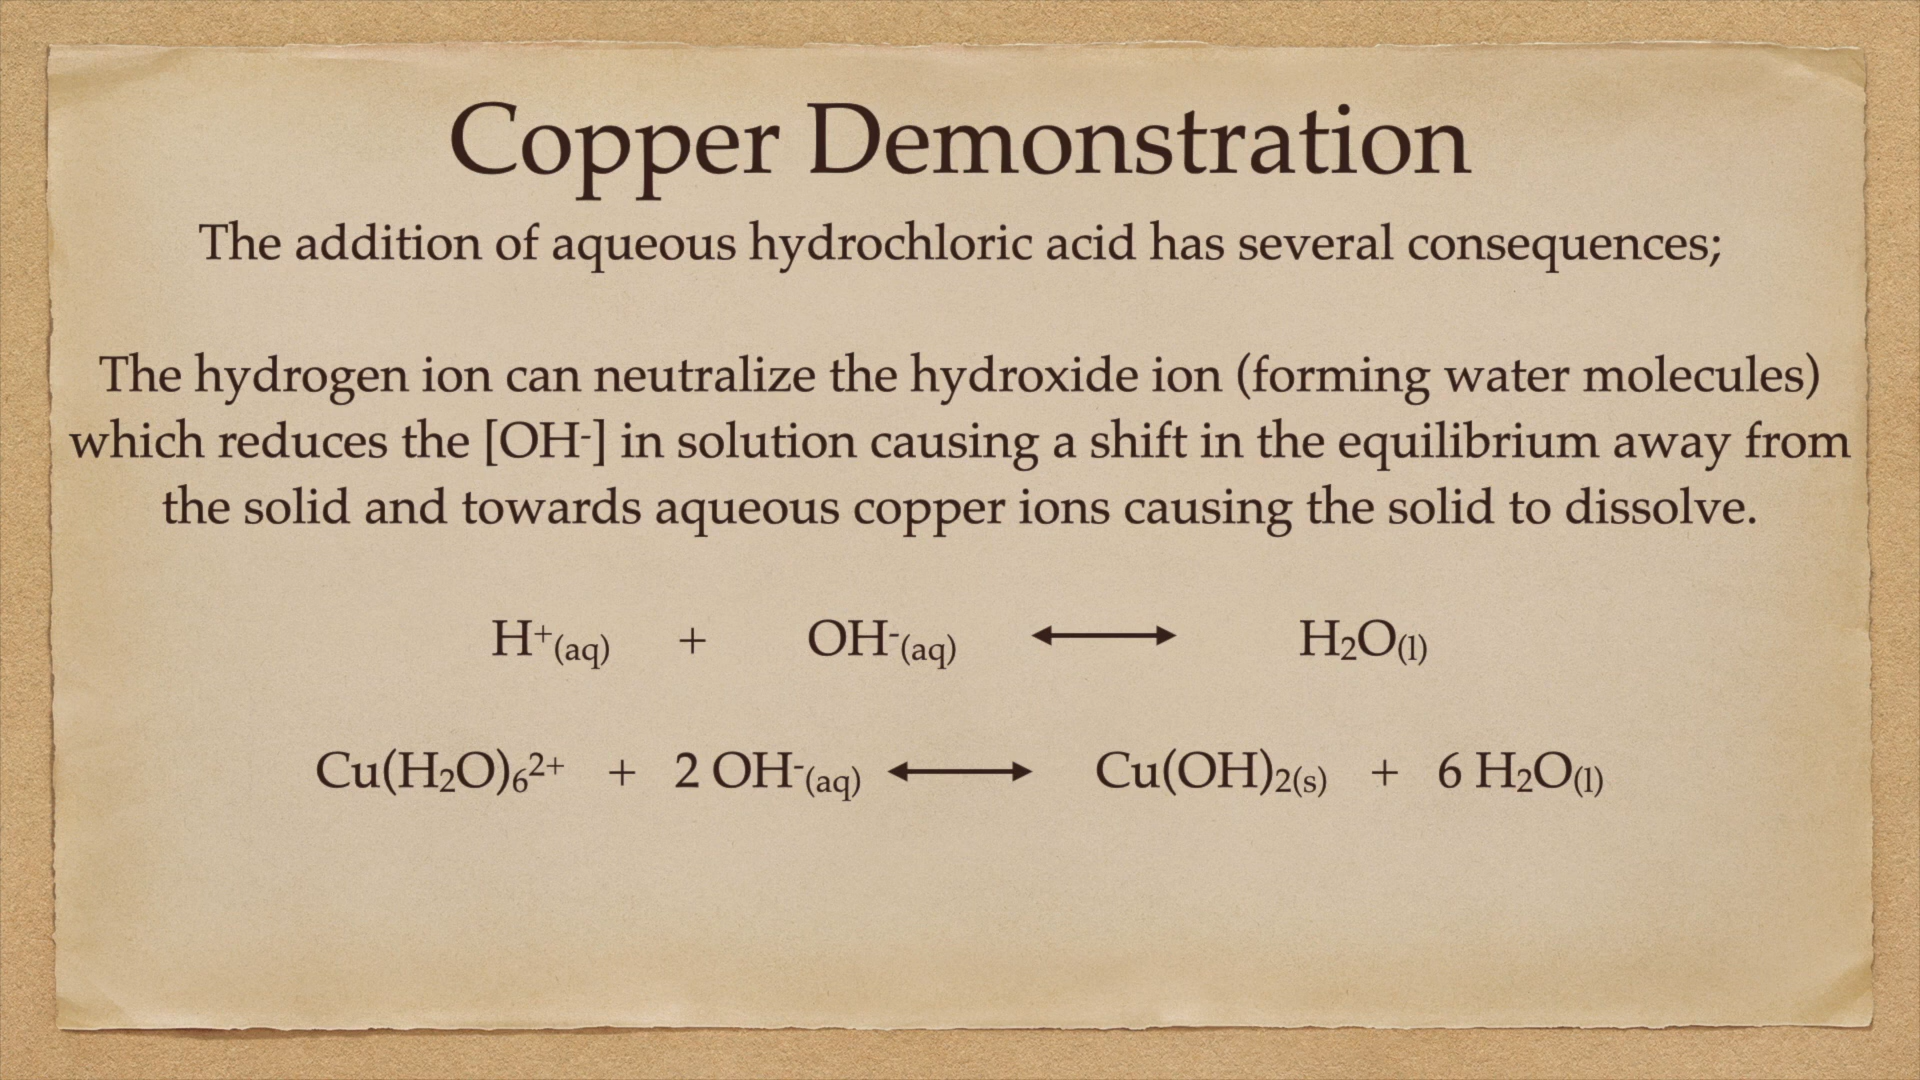 Copper Demonstration
The addition of aqueous hydrochloric acid has several consequences;
The hydrogen ion can neutralize the hydroxide ion (forming water molecules)
which reduces the [OH⁻] in solution causing a shift in the equilibrium away from
the solid and towards aqueous copper ions causing the solid to dissolve.
H⁺(aq) + OH⁻(aq) ⟷ H₂O(l)
Cu(H₂O)₆²⁺ + 2 OH⁻(aq) ⟷ Cu(OH)₂(s) + 6 H₂O(l)